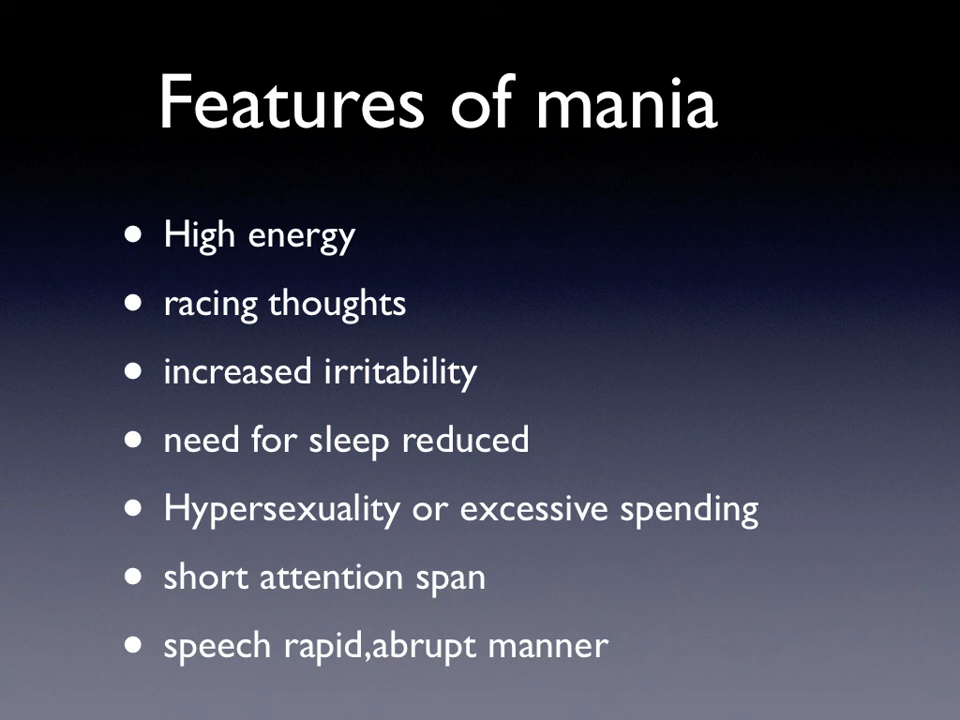 Features of mania
• High energy
• racing thoughts
• increased irritability
• need for sleep reduced
• Hypersexuality or excessive spending
• short attention span
• speech rapid,abrupt manner